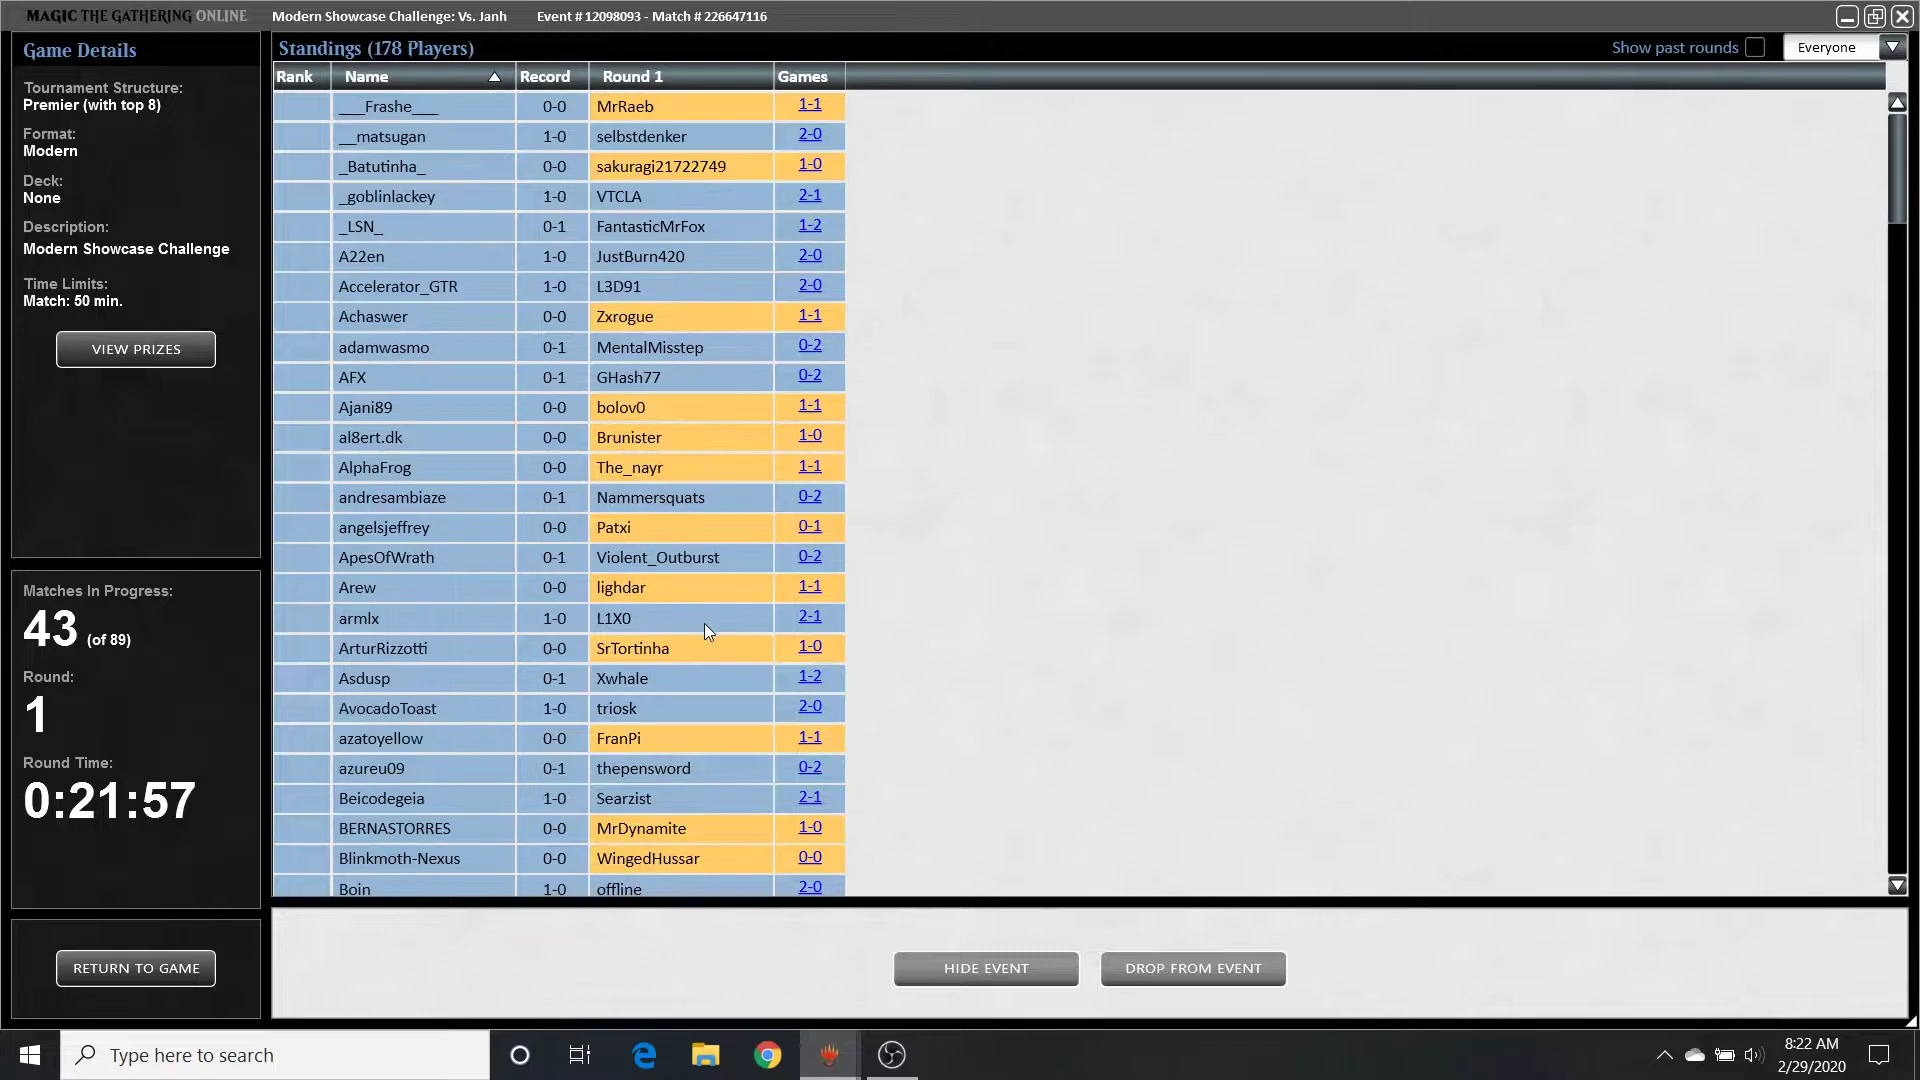 MAGIC THE GATHERING ONLINE Modern Showcase Challenge: Vs. Janh Event # 12098093 - Match # 226647116
Game Details
Tournament Structure:
Premier (with top 8)
Format:
Modern
Deck:
None
Description:
Modern Showcase Challenge
Time Limits:
Match: 50 min.
VIEW PRIZES
Matches In Progress:
43 (of 89)
Round:
1
Round Time:
0:21:57
RETURN TO GAME
Standings (178 Players) Show past rounds Everyone
Rank Name Record Round 1 Games
___Frashe___ 0-0 MrRaeb 1-1
__matsugan 1-0 selbstdenker 2-0
_Batutinha_ 0-0 sakuragi21722749 1-0
_goblinlackey 1-0 VTCLA 2-1
_LSN_ 0-1 FantasticMrFox 1-2
A22en 1-0 JustBurn420 2-0
Accelerator_GTR 1-0 L3D91 2-0
Achaswer 0-0 Zxrogue 1-1
adamwasmo 0-1 MentalMisstep 0-2
AFX 0-1 GHash77 0-2
Ajani89 0-0 bolov0 1-1
al8ert.dk 0-0 Brunister 1-0
AlphaFrog 0-0 The_nayr 1-1
andresambiaze 0-1 Nammersquats 0-2
angelsjeffrey 0-0 Patxi 0-1
ApesOfWrath 0-1 Violent_Outburst 0-2
Arew 0-0 lighdar 1-1
armlx 1-0 L1X0 2-1
ArturRizzotti 0-0 SrTortinha 1-0
Asdusp 0-1 Xwhale 1-2
AvocadoToast 1-0 triosk 2-0
azatoyellow 0-0 FranPi 1-1
azureu09 0-1 thepensword 0-2
Beicodegeia 1-0 Searzist 2-1
BERNASTORRES 0-0 MrDynamite 1-0
Blinkmoth-Nexus 0-0 WingedHussar 0-0
Boin 1-0 offline 2-0
HIDE EVENT DROP FROM EVENT
Type here to search
8:22 AM
2/29/2020